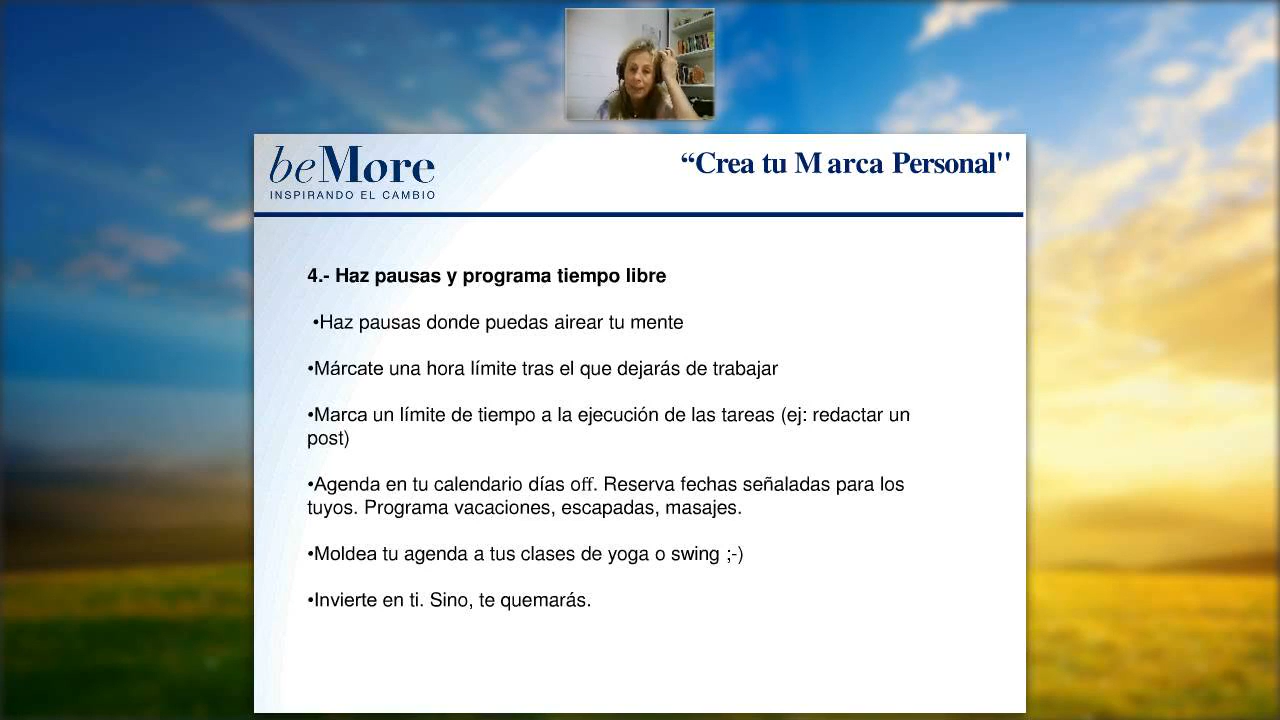 beMore
INSPIRANDO EL CAMBIO
“Crea tu Marca Personal"
4.- Haz pausas y programa tiempo libre
•Haz pausas donde puedas airear tu mente
•Márcate una hora límite tras el que dejarás de trabajar
•Marca un límite de tiempo a la ejecución de las tareas (ej: redactar un
post)
•Agenda en tu calendario días off. Reserva fechas señaladas para los
tuyos. Programa vacaciones, escapadas, masajes.
•Moldea tu agenda a tus clases de yoga o swing ;-)
•Invierte en ti. Sino, te quemarás.